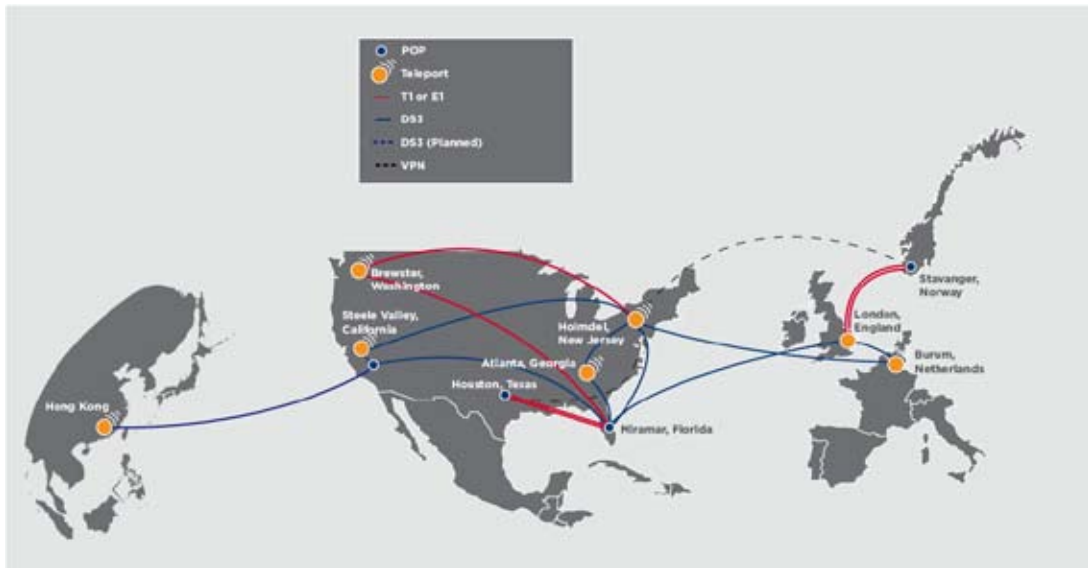 POP
Teleport
T1 or E1
DS3
DS3 (Planned)
VPN
Brewster,
Washington
Steele Valley,
California
Hong Kong
Holmdel,
New Jersey
Atlanta, Georgia
Houston, Texas
Miramar, Florida
Stavanger,
Norway
London,
England
Burum,
Netherlands